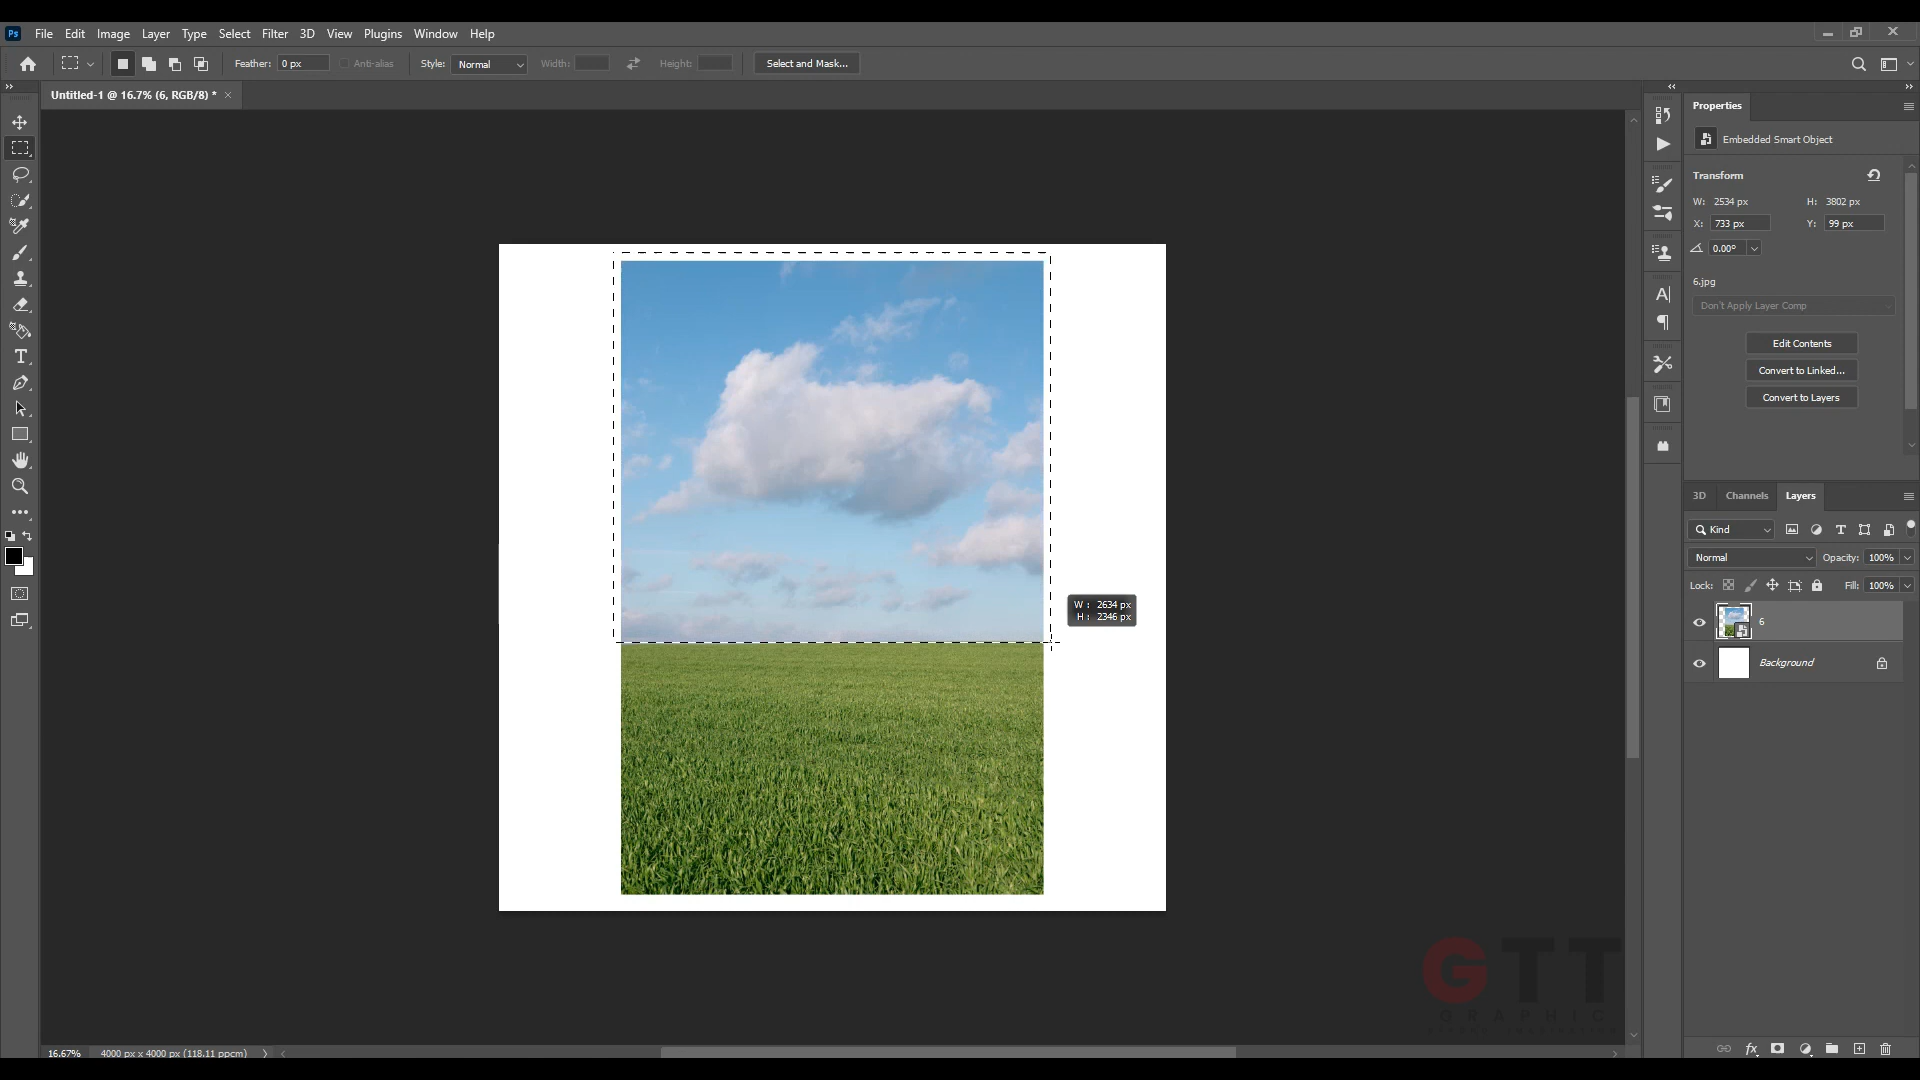 Ps File Edit Image Layer Type Select Filter 3D View Plugins Window Help
Feather: 0 px Anti-alias Style: Normal Width: Height: Select and Mask...
Untitled-1 @ 16.7% (6, RGB/8) * ×
Properties
Embedded Smart Object
Transform
W: 2534 px H: 3802 px
X: 733 px Y: 99 px
0.00°
6.jpg
Don't Apply Layer Comp
Edit Contents
Convert to Linked...
Convert to Layers
3D Channels Layers
Kind
Normal Opacity: 100%
Lock: Fill: 100%
6
Background
W : 2634 px
H : 2346 px
GTT
GRAPHIC
16.67% 4000 px x 4000 px (118.11 ppcm)
fx